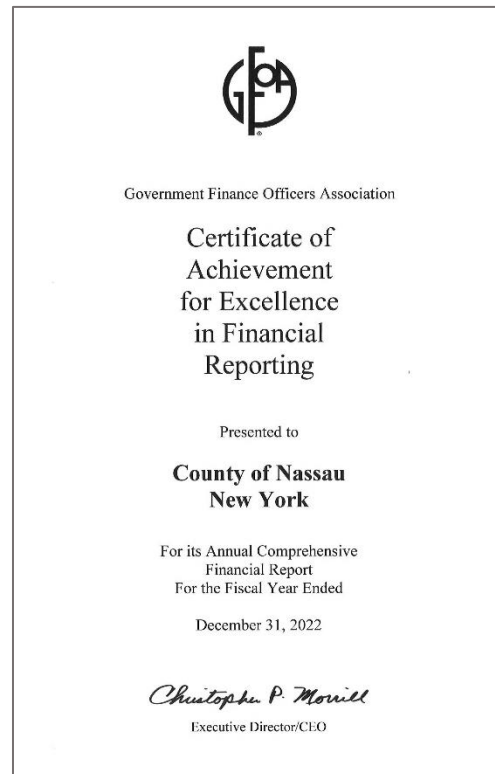 GFOA
Government Finance Officers Association
Certificate of
Achievement
for Excellence
in Financial
Reporting
Presented to
County of Nassau
New York
For its Annual Comprehensive
Financial Report
For the Fiscal Year Ended
December 31, 2022
Christopher P. Morrill
Executive Director/CEO